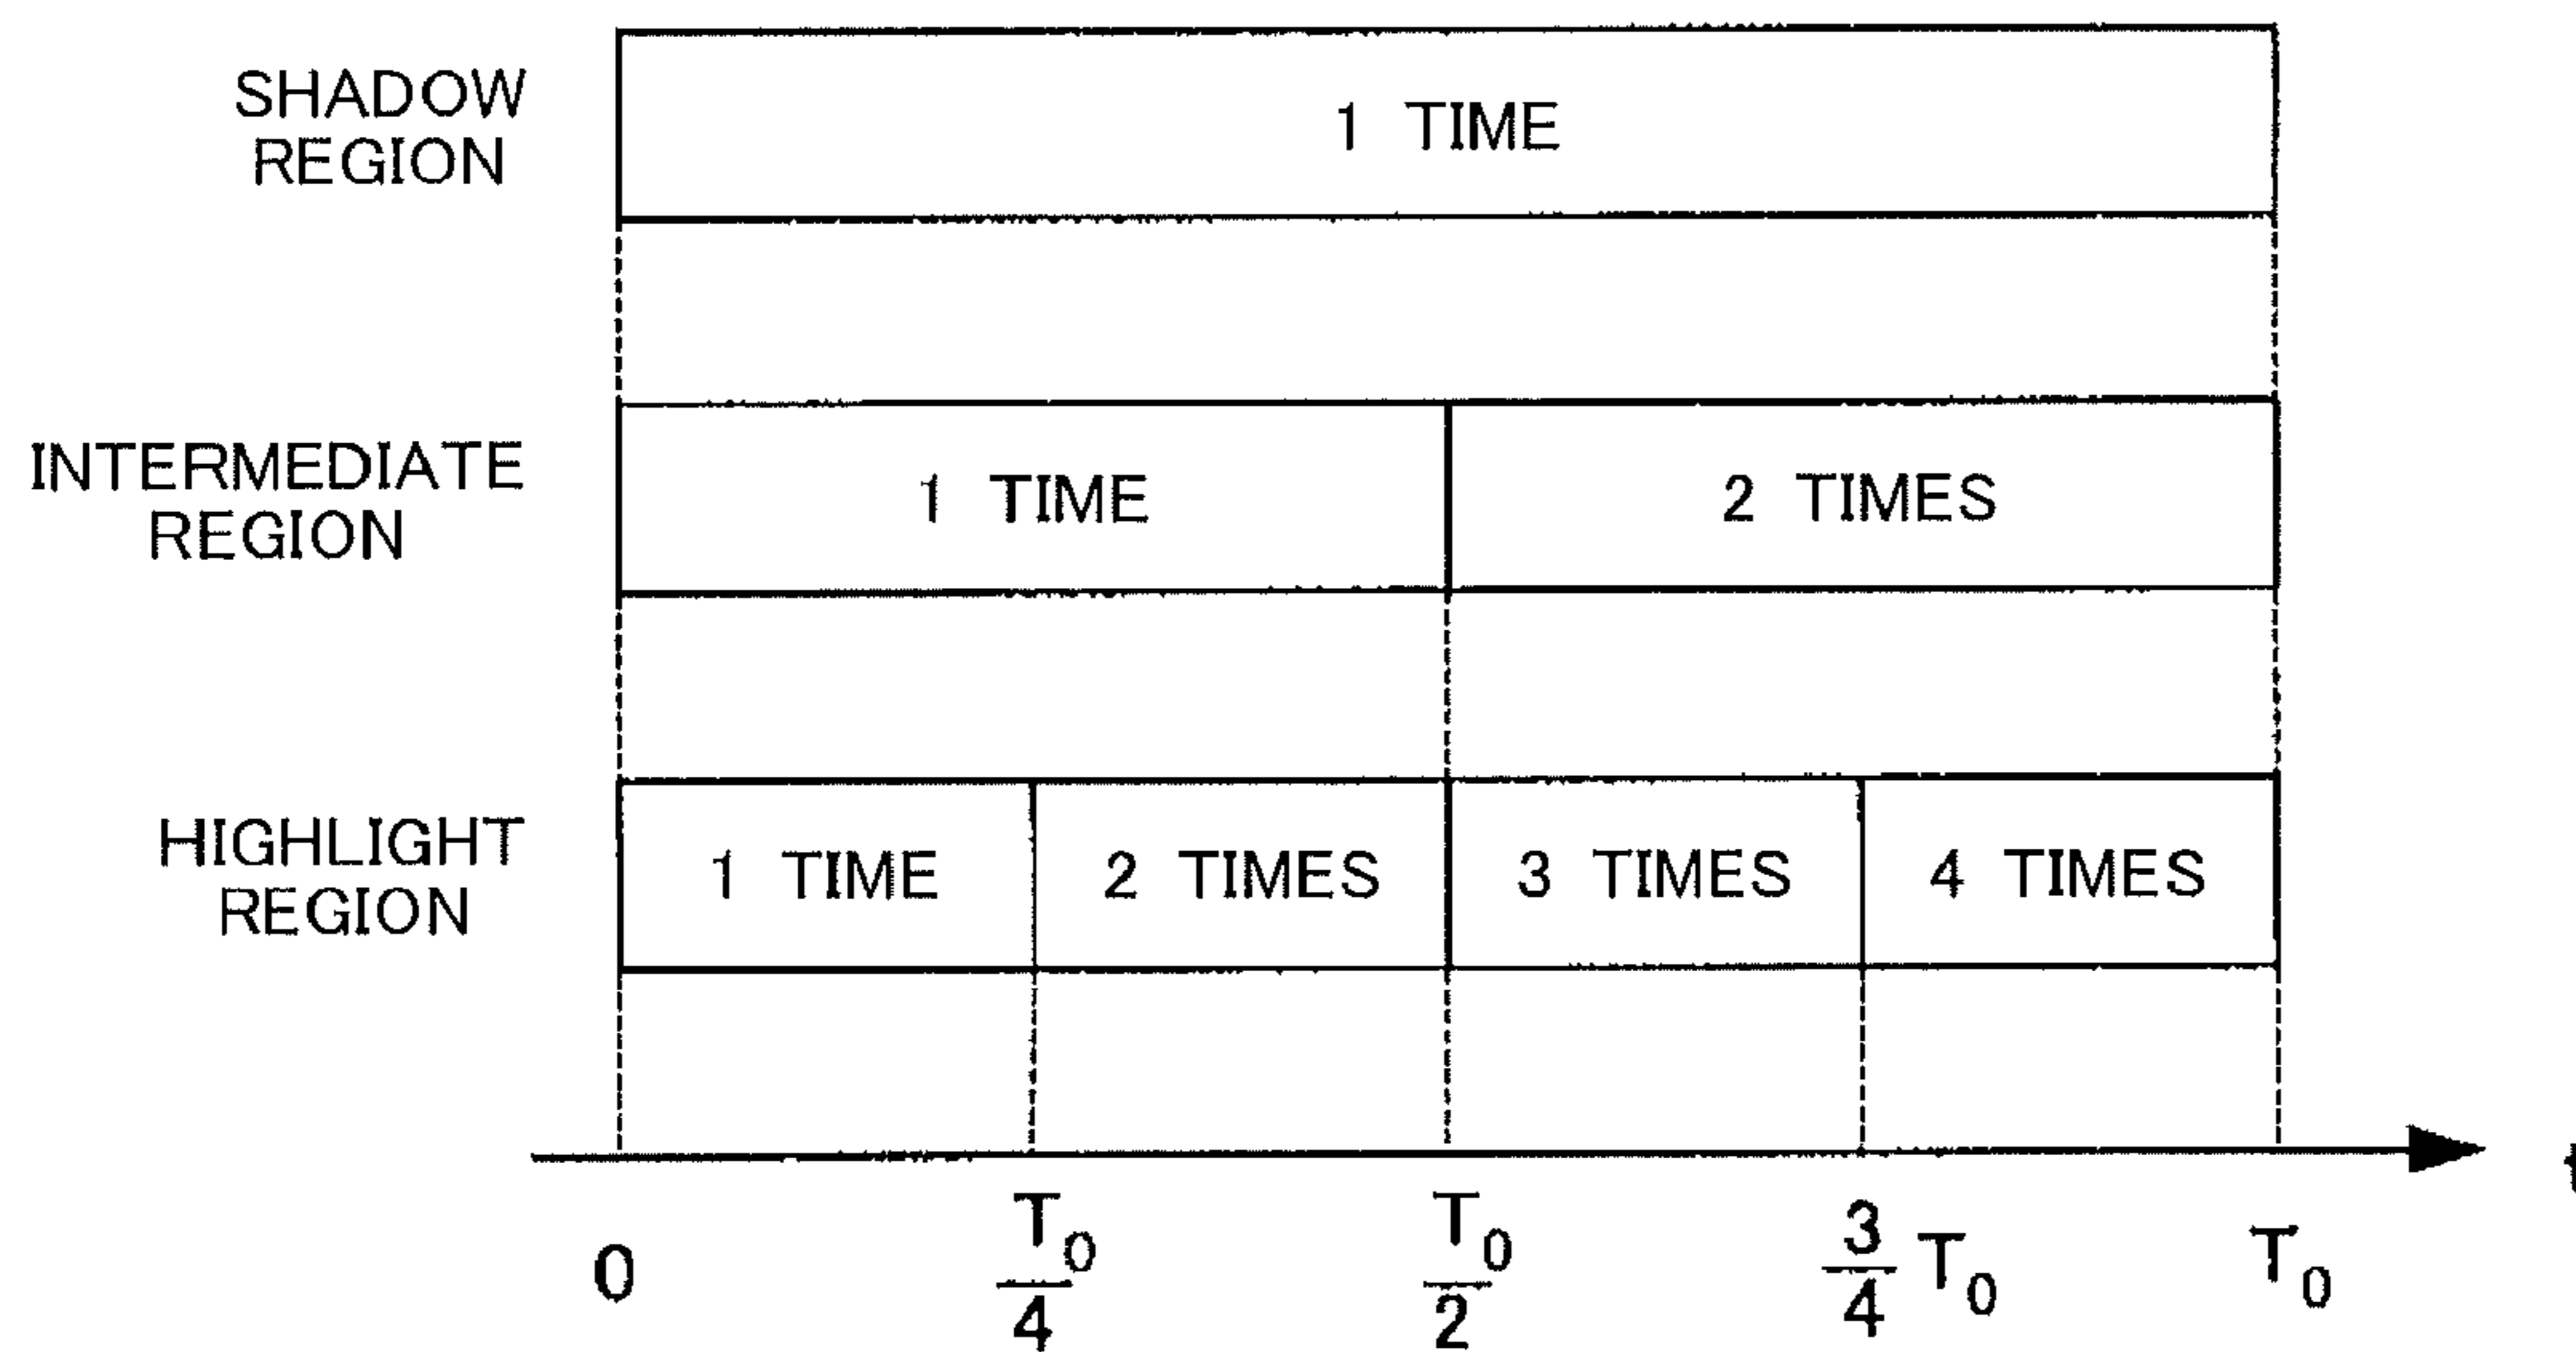 SHADOW
REGION
1 TIME
INTERMEDIATE
REGION
1 TIME
2 TIMES
HIGHLIGHT
REGION
1 TIME
2 TIMES
3 TIMES
4 TIMES
0
T₀/4
T₀/2
3/4 T₀
T₀
t